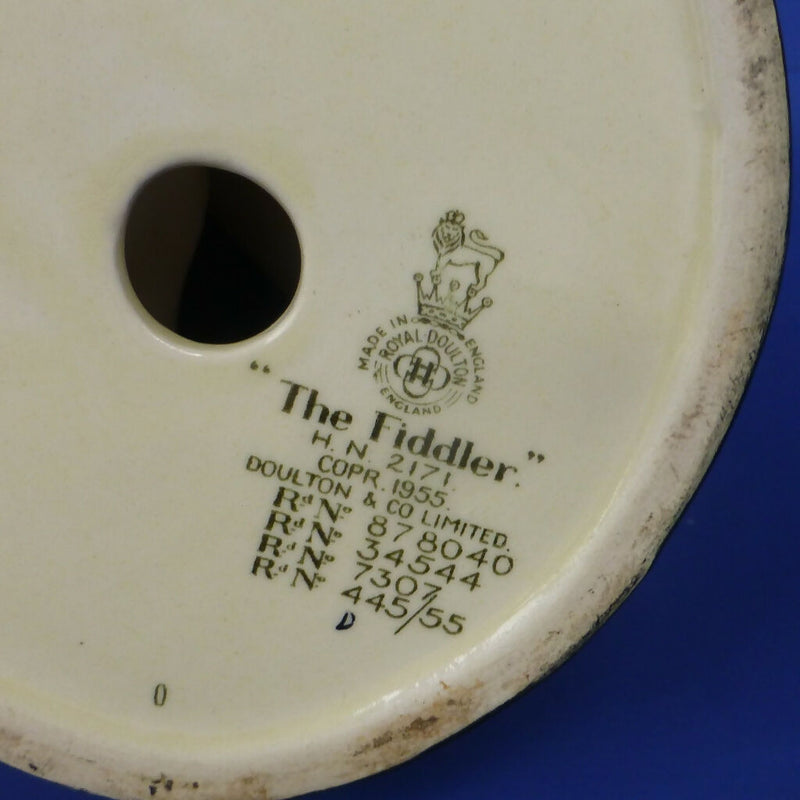 MADE IN ENGLAND
ROYAL DOULTON
ENGLAND
"The Fiddler."
H. N. 2171.
COPR. 1955.
DOULTON & CO LIMITED.
Rd No 878040
Rd No 34544
Rd No 7307
Rd No 445/55
D
0